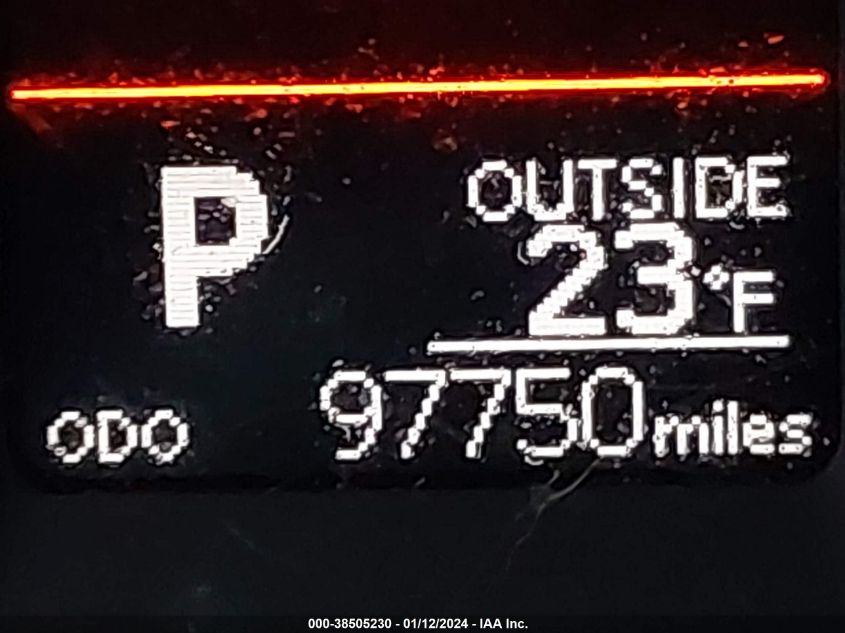 P
OUTSIDE
23°F
ODO 97750 miles
000-38505230 - 01/12/2024 - IAA Inc.